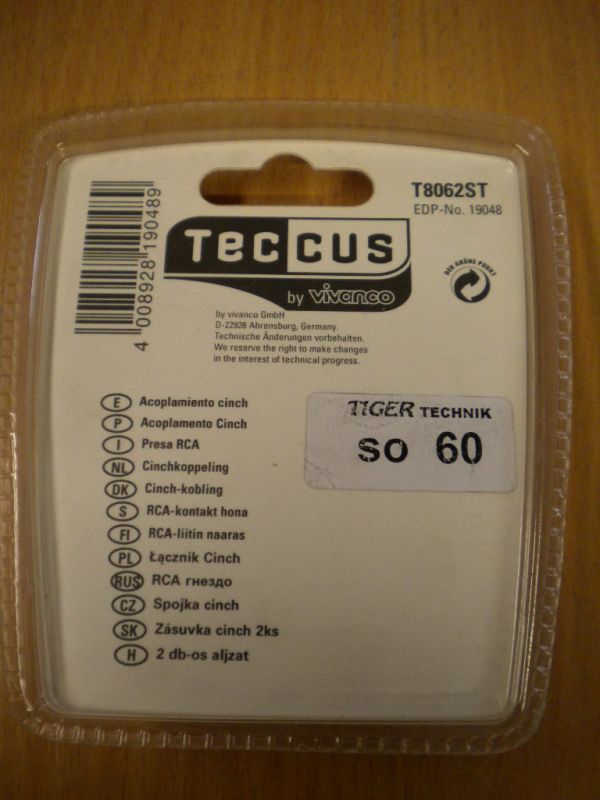 T8062ST
EDP-No. 19048
4 008928 190489
TECCUS
by vivanco
DER GRÜNE PUNKT
by vivanco GmbH
D-22926 Ahrensburg, Germany.
Technische Änderungen vorbehalten.
We reserve the right to make changes
in the interest of technical progress.
TIGER TECHNIK
SO 60
E Acoplamiento cinch
P Acoplamento Cinch
I Presa RCA
NL Cinchkoppeling
DK Cinch-kobling
S RCA-kontakt hona
FI RCA-liitin naaras
PL Łącznik Cinch
RUS RCA гнездо
CZ Spojka cinch
SK Zásuvka cinch 2ks
H 2 db-os aljzat